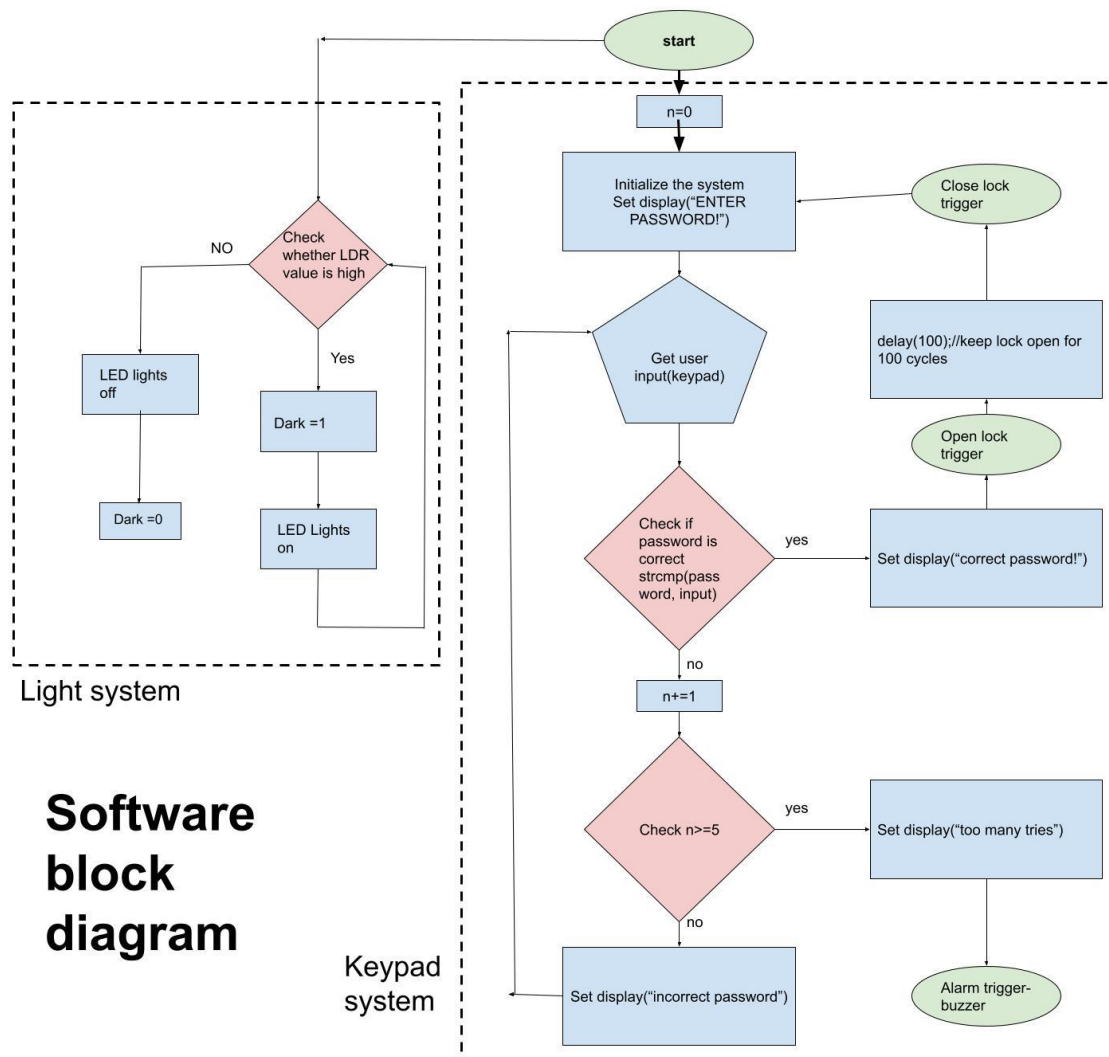 start
n=0
Initialize the system
Set display(“ENTER
PASSWORD!”)
Close lock
trigger
Check
whether LDR
value is high
NO
Yes
LED lights
off
Dark =1
Dark =0
LED Lights
on
Light system
Get user
input(keypad)
delay(100);//keep lock open for
100 cycles
Open lock
trigger
Check if
password is
correct
strcmp(pass
word, input)
yes
Set display(“correct password!”)
no
n+=1
Check n>=5
yes
Set display(“too many tries”)
no
Set display(“incorrect password”)
Alarm trigger-
buzzer
Software
block
diagram
Keypad
system